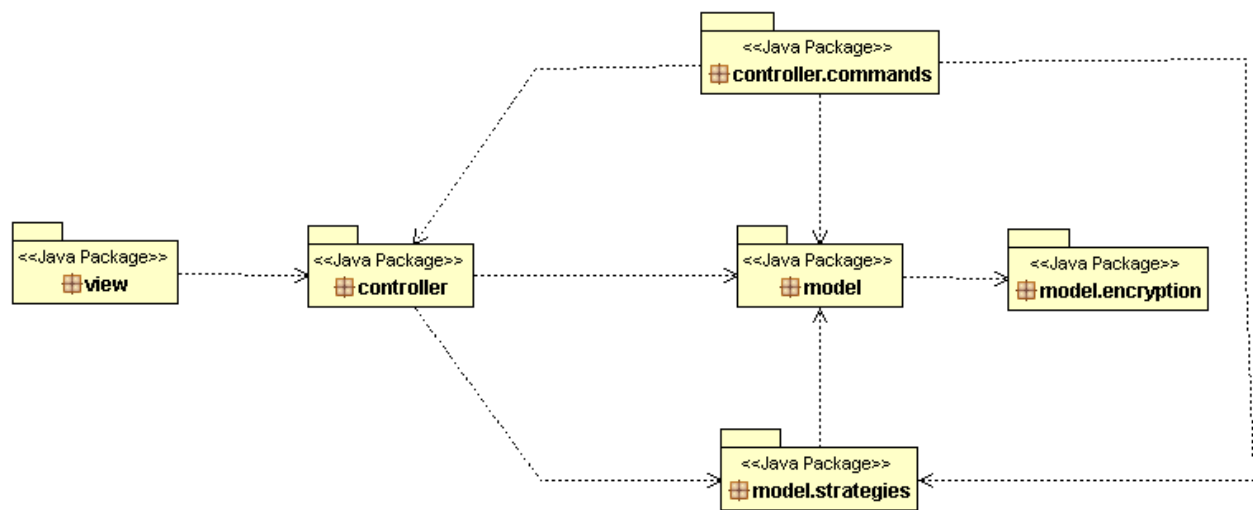 <<Java Package>>
controller.commands
<<Java Package>>
view
<<Java Package>>
controller
<<Java Package>>
model
<<Java Package>>
model.encryption
<<Java Package>>
model.strategies